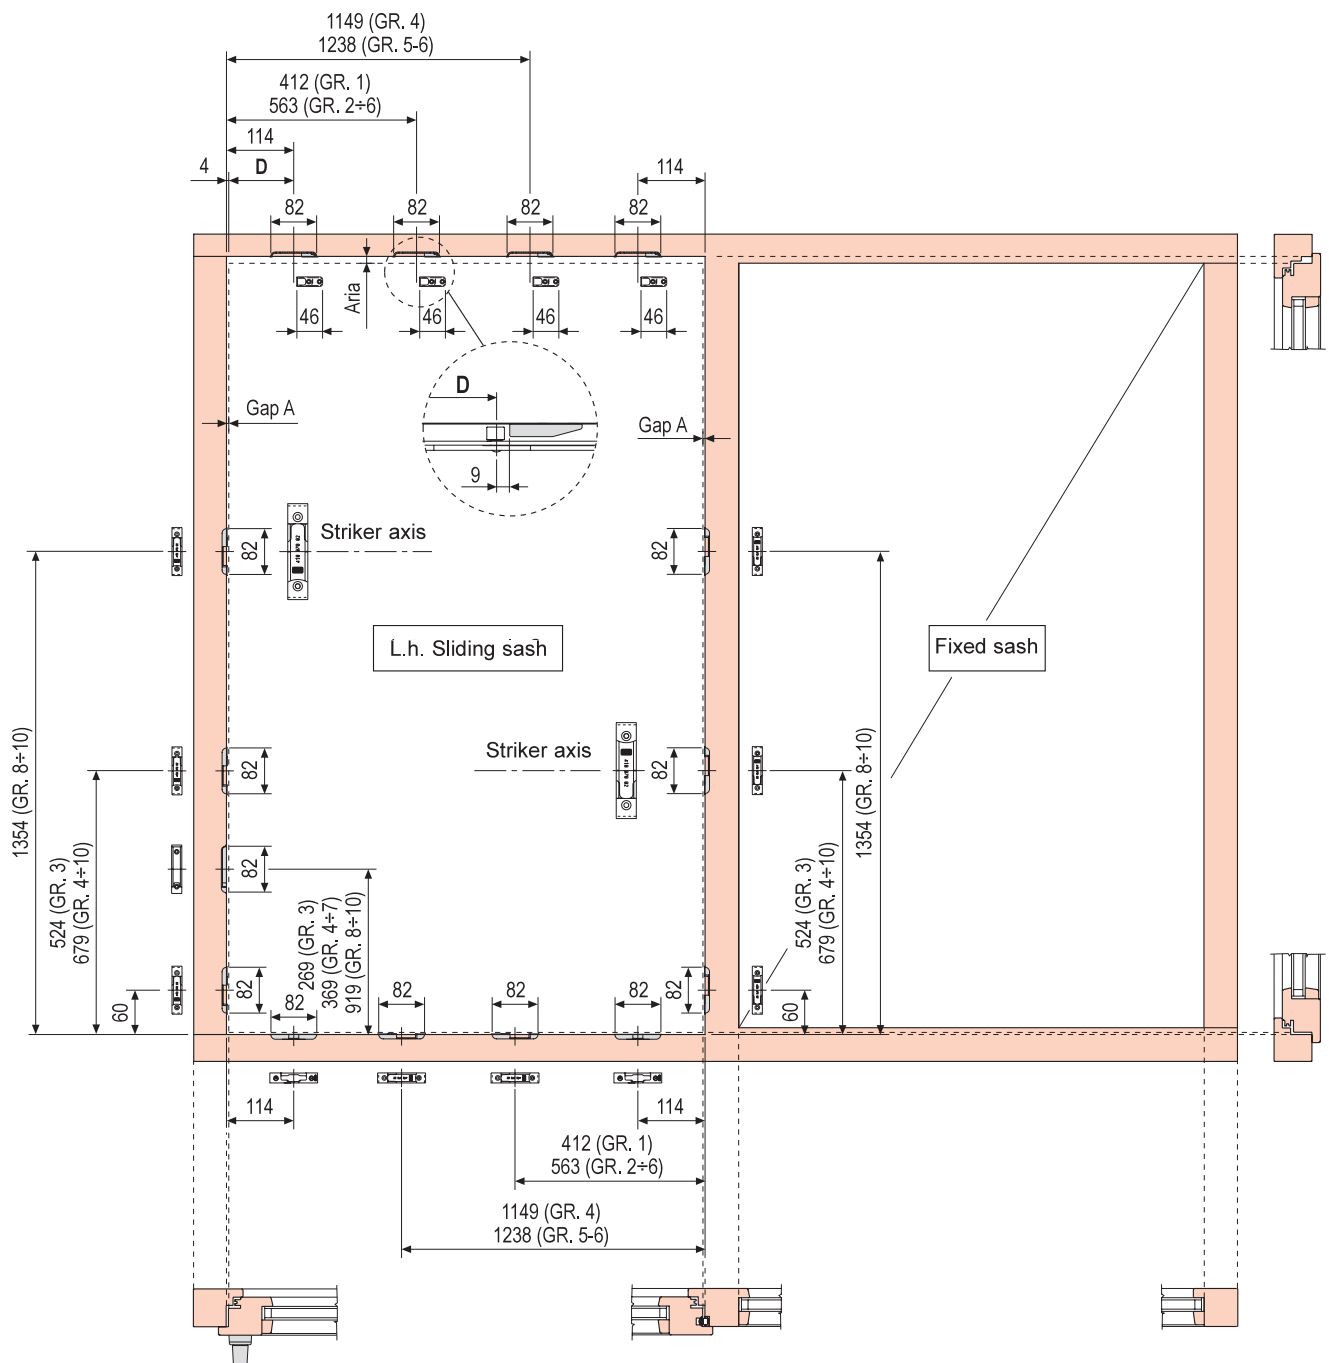 1149 (GR. 4)
1238 (GR. 5-6)
412 (GR. 1)
563 (GR. 2÷6)
114
4
D
114
82
82
82
82
Aria
46
46
46
46
D
9
Gap A
Gap A
Striker axis
82
82
L.h. Sliding sash
Fixed sash
Striker axis
82
82
1354 (GR. 8÷10)
524 (GR. 3)
679 (GR. 4÷10)
60
82
82
269 (GR. 3)
369 (GR. 4÷7)
919 (GR. 8÷10)
82
82
82
82
82
1354 (GR. 8÷10)
524 (GR. 3)
679 (GR. 4÷10)
60
114
114
412 (GR. 1)
563 (GR. 2÷6)
1149 (GR. 4)
1238 (GR. 5-6)